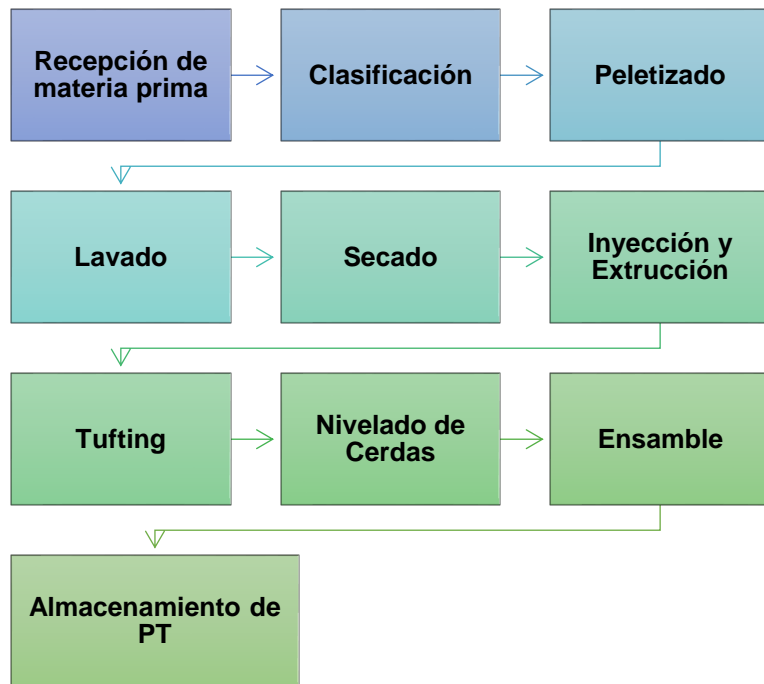 Recepción de
materia prima
Clasificación
Peletizado
Lavado
Secado
Inyección y
Extrucción
Tufting
Nivelado de
Cerdas
Ensamble
Almacenamiento de
PT